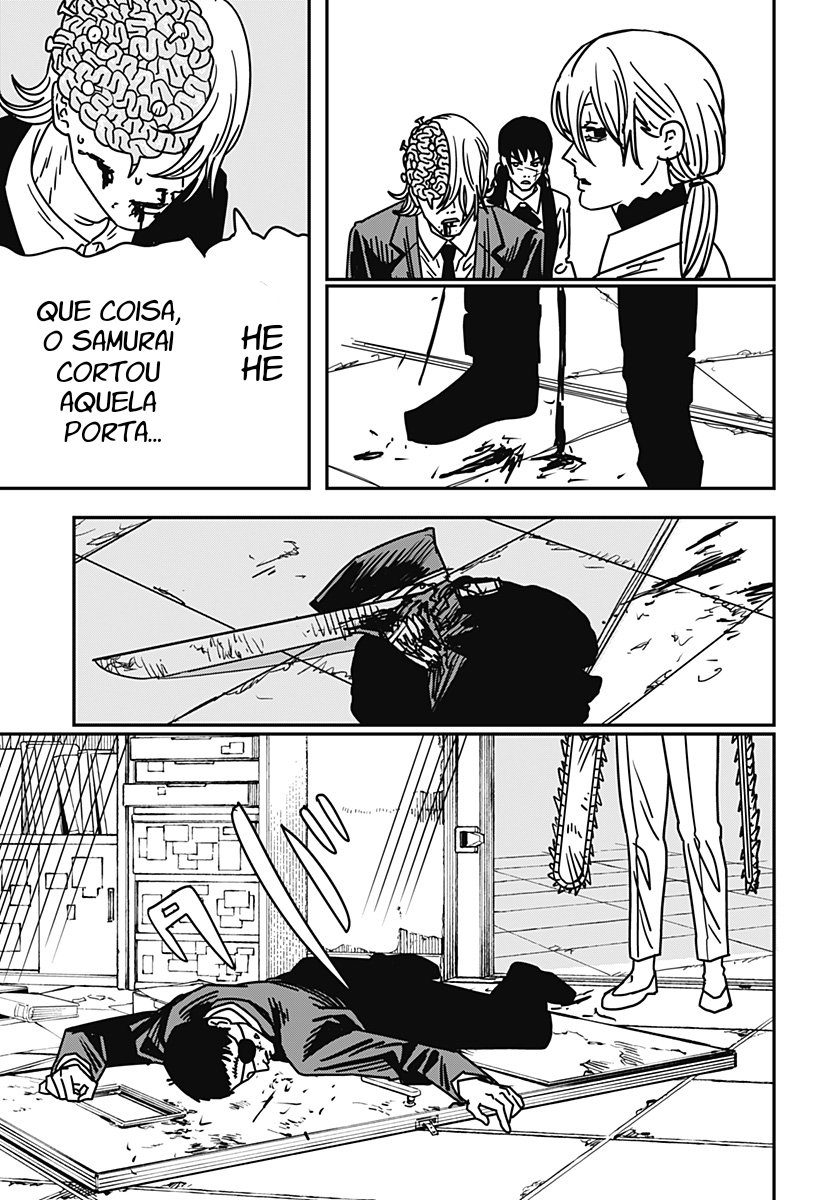 HE
HE
QUE COISA,
O SAMURAI
CORTOU
AQUELA
PORTA...